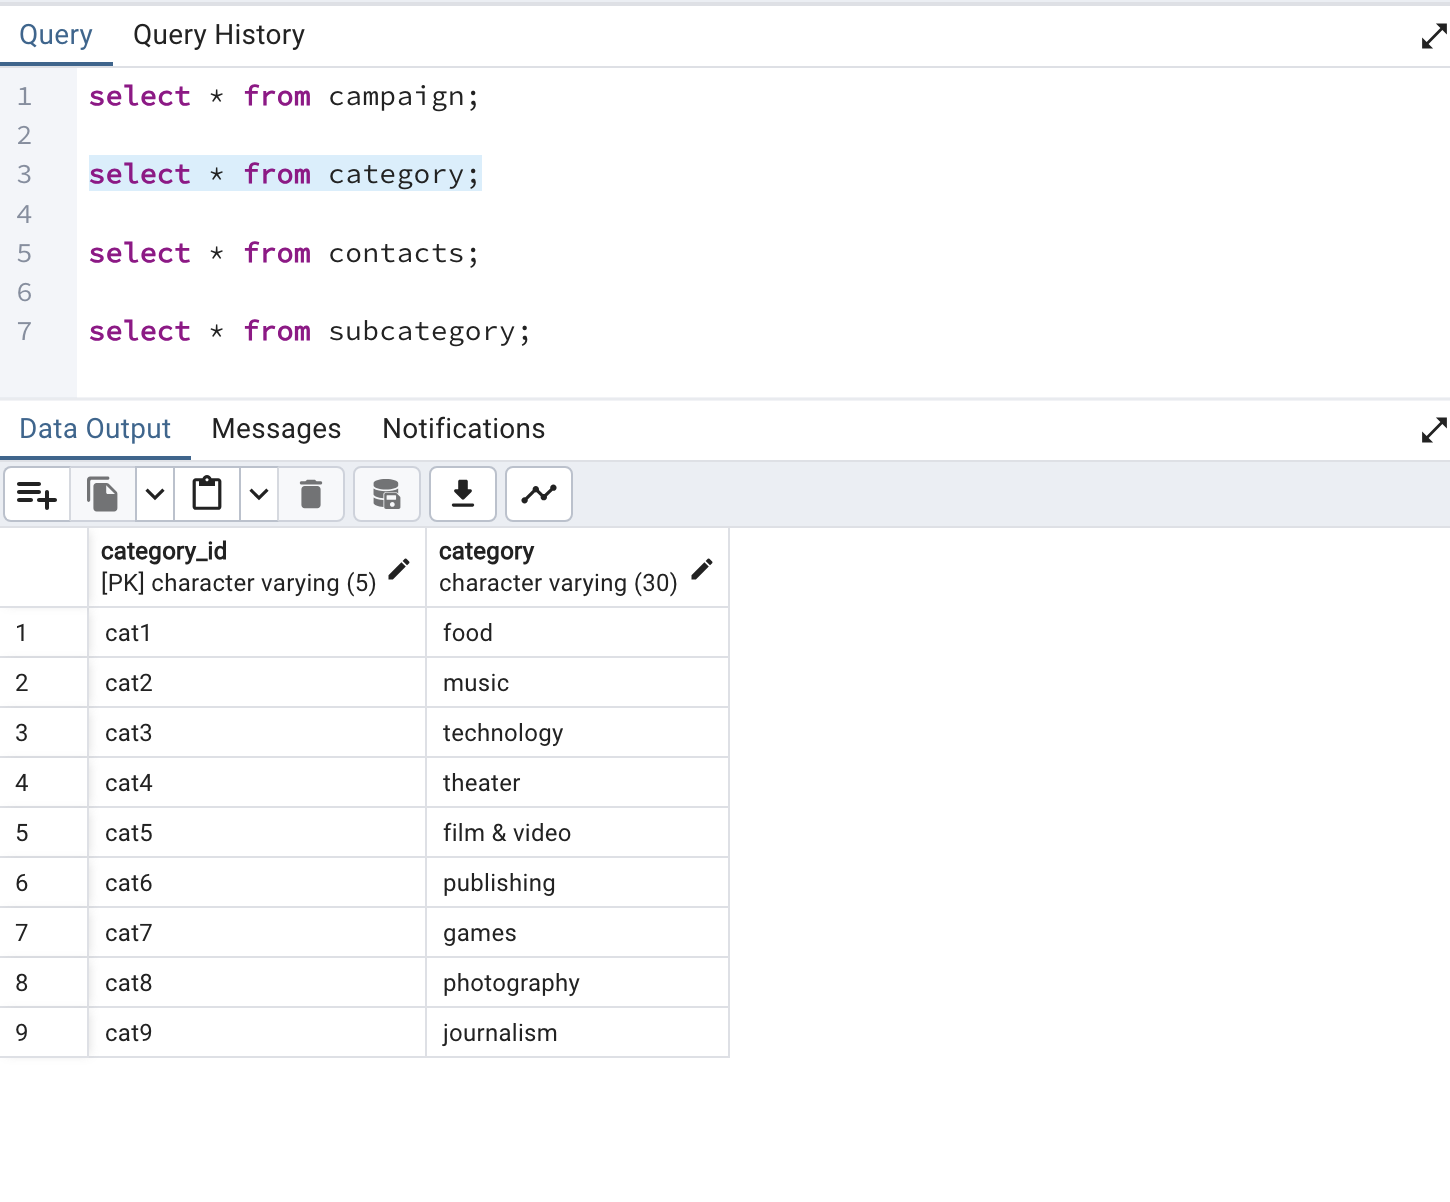 Query Query History
1 select * from campaign;
2
3 select * from category;
4
5 select * from contacts;
6
7 select * from subcategory;
Data Output Messages Notifications
category_id category
[PK] character varying (5) character varying (30)
1 cat1 food
2 cat2 music
3 cat3 technology
4 cat4 theater
5 cat5 film & video
6 cat6 publishing
7 cat7 games
8 cat8 photography
9 cat9 journalism